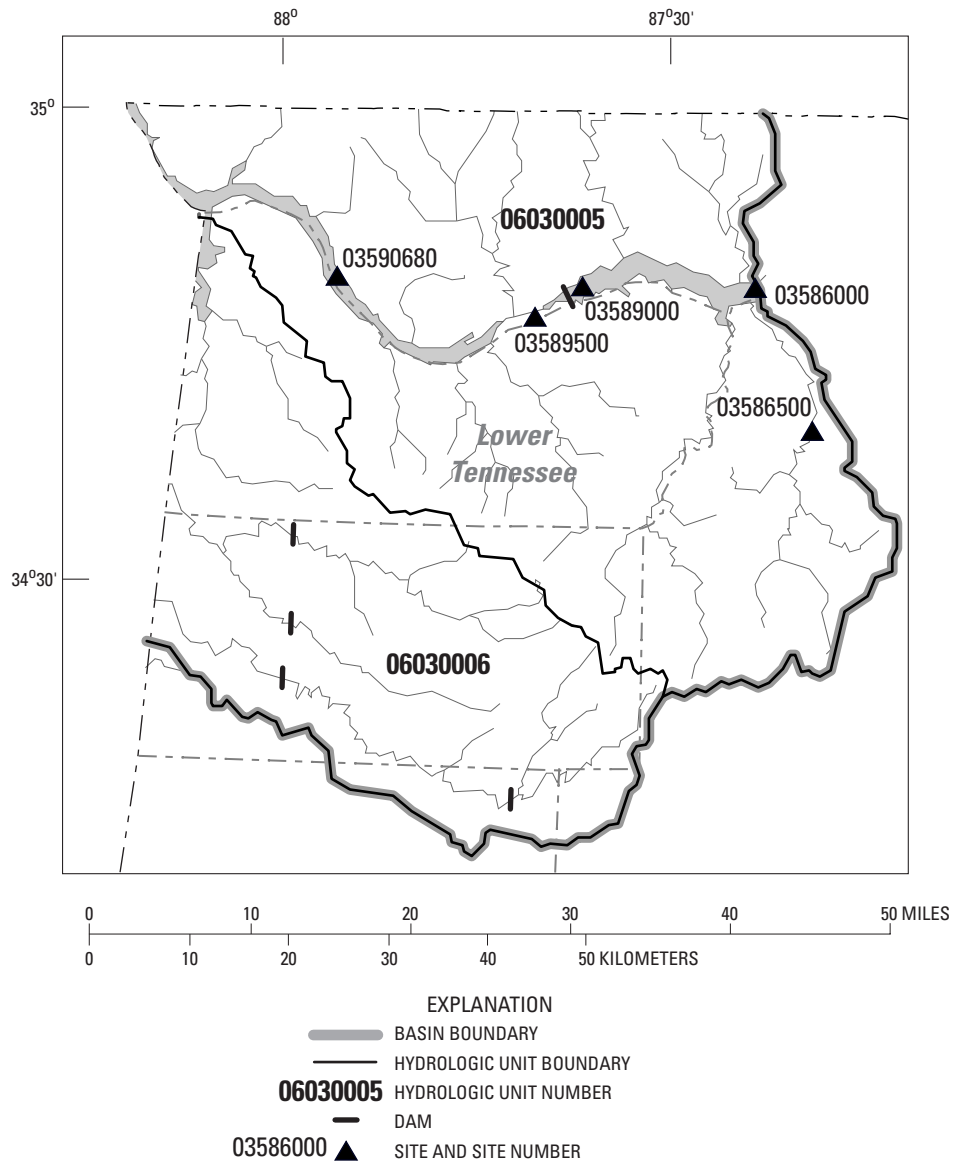 88°
87°30'
35°
06030005
03590680
03586000
03589000
03589500
03586500
Lower
Tennessee
34°30'
06030006
0 10 20 30 40 50 MILES
0 10 20 30 40 50 KILOMETERS
EXPLANATION
BASIN BOUNDARY
HYDROLOGIC UNIT BOUNDARY
06030005 HYDROLOGIC UNIT NUMBER
DAM
03586000 SITE AND SITE NUMBER